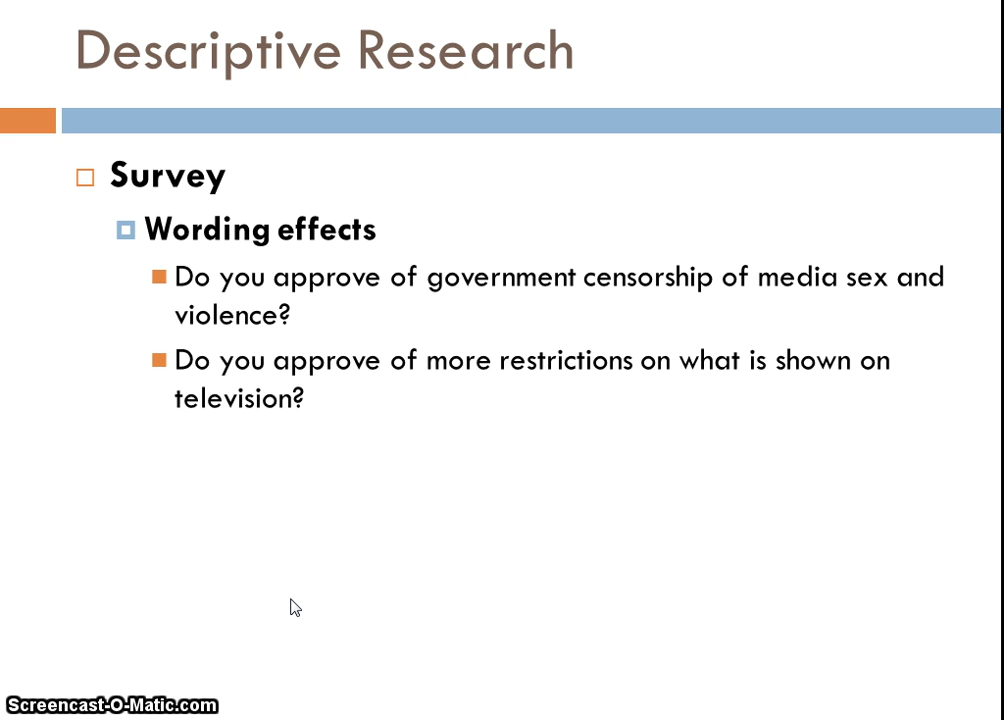 Descriptive Research
Survey
Wording effects
Do you approve of government censorship of media sex and
violence?
Do you approve of more restrictions on what is shown on
television?
Screencast-O-Matic.com